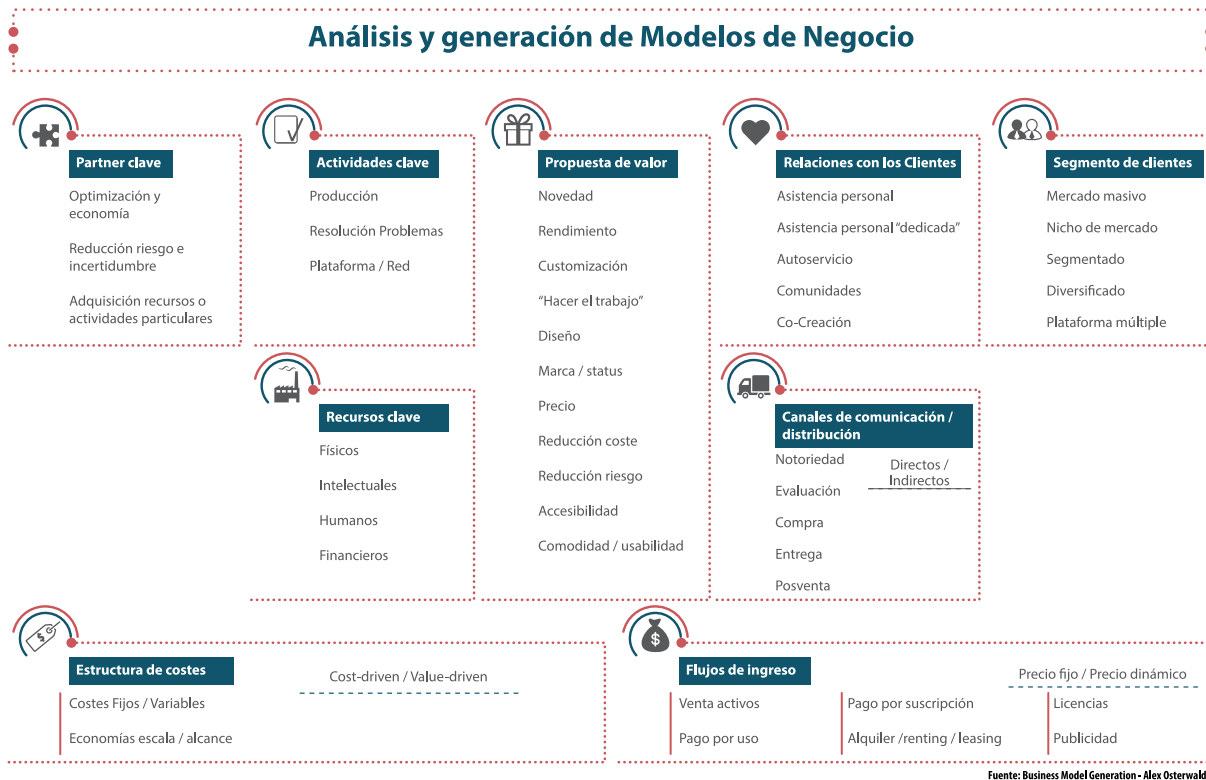 Análisis y generación de Modelos de Negocio
Partner clave
Optimización y
economía
Reducción riesgo e
incertidumbre
Adquisición recursos o
actividades particulares
Actividades clave
Producción
Resolución Problemas
Plataforma / Red
Recursos clave
Físicos
Intelectuales
Humanos
Financieros
Propuesta de valor
Novedad
Rendimiento
Customización
“Hacer el trabajo”
Diseño
Marca / status
Precio
Reducción coste
Reducción riesgo
Accesibilidad
Comodidad / usabilidad
Relaciones con los Clientes
Asistencia personal
Asistencia personal “dedicada”
Autoservicio
Comunidades
Co-Creación
Canales de comunicación /
distribución
Notoriedad
Evaluación
Compra
Entrega
Posventa
Directos /
Indirectos
Segmento de clientes
Mercado masivo
Nicho de mercado
Segmentado
Diversificado
Plataforma múltiple
Estructura de costes
Cost-driven / Value-driven
Costes Fijos / Variables
Economías escala / alcance
Flujos de ingreso
Precio fijo / Precio dinámico
Venta activos
Pago por uso
Pago por suscripción
Alquiler /renting / leasing
Licencias
Publicidad
Fuente: Business Model Generation - Alex Osterwald